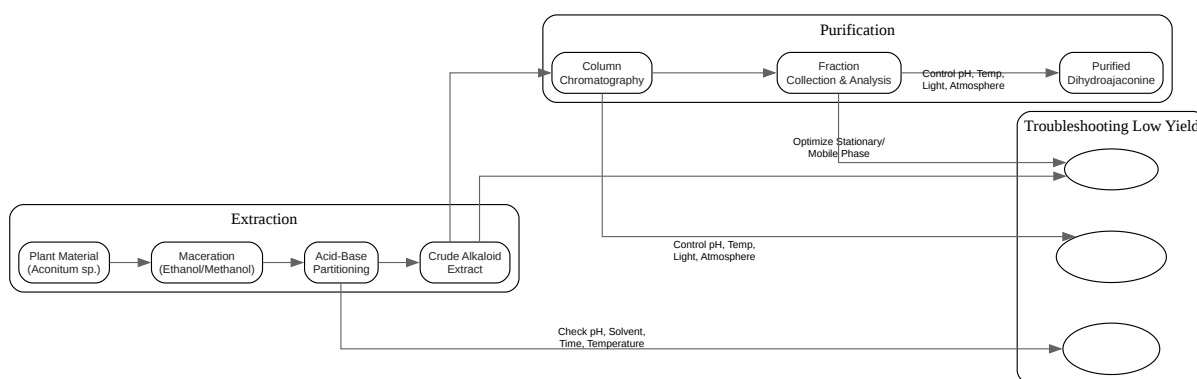 Purification
Column
Chromatography
Fraction
Collection & Analysis
Control pH, Temp,
Light, Atmosphere
Purified
Dihydroajaconine
Troubleshooting Low Yield
Optimize Stationary/
Mobile Phase
Extraction
Plant Material
(Aconitum sp.)
Maceration
(Ethanol/Methanol)
Acid-Base
Partitioning
Crude Alkaloid
Extract
Control pH, Temp,
Light, Atmosphere
Check pH, Solvent,
Time, Temperature